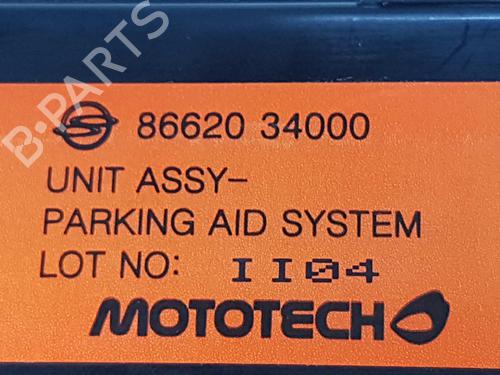 B-PARTS
86620 34000
UNIT ASSY-
PARKING AID SYSTEM
LOT NO: II04
MOTOTECH